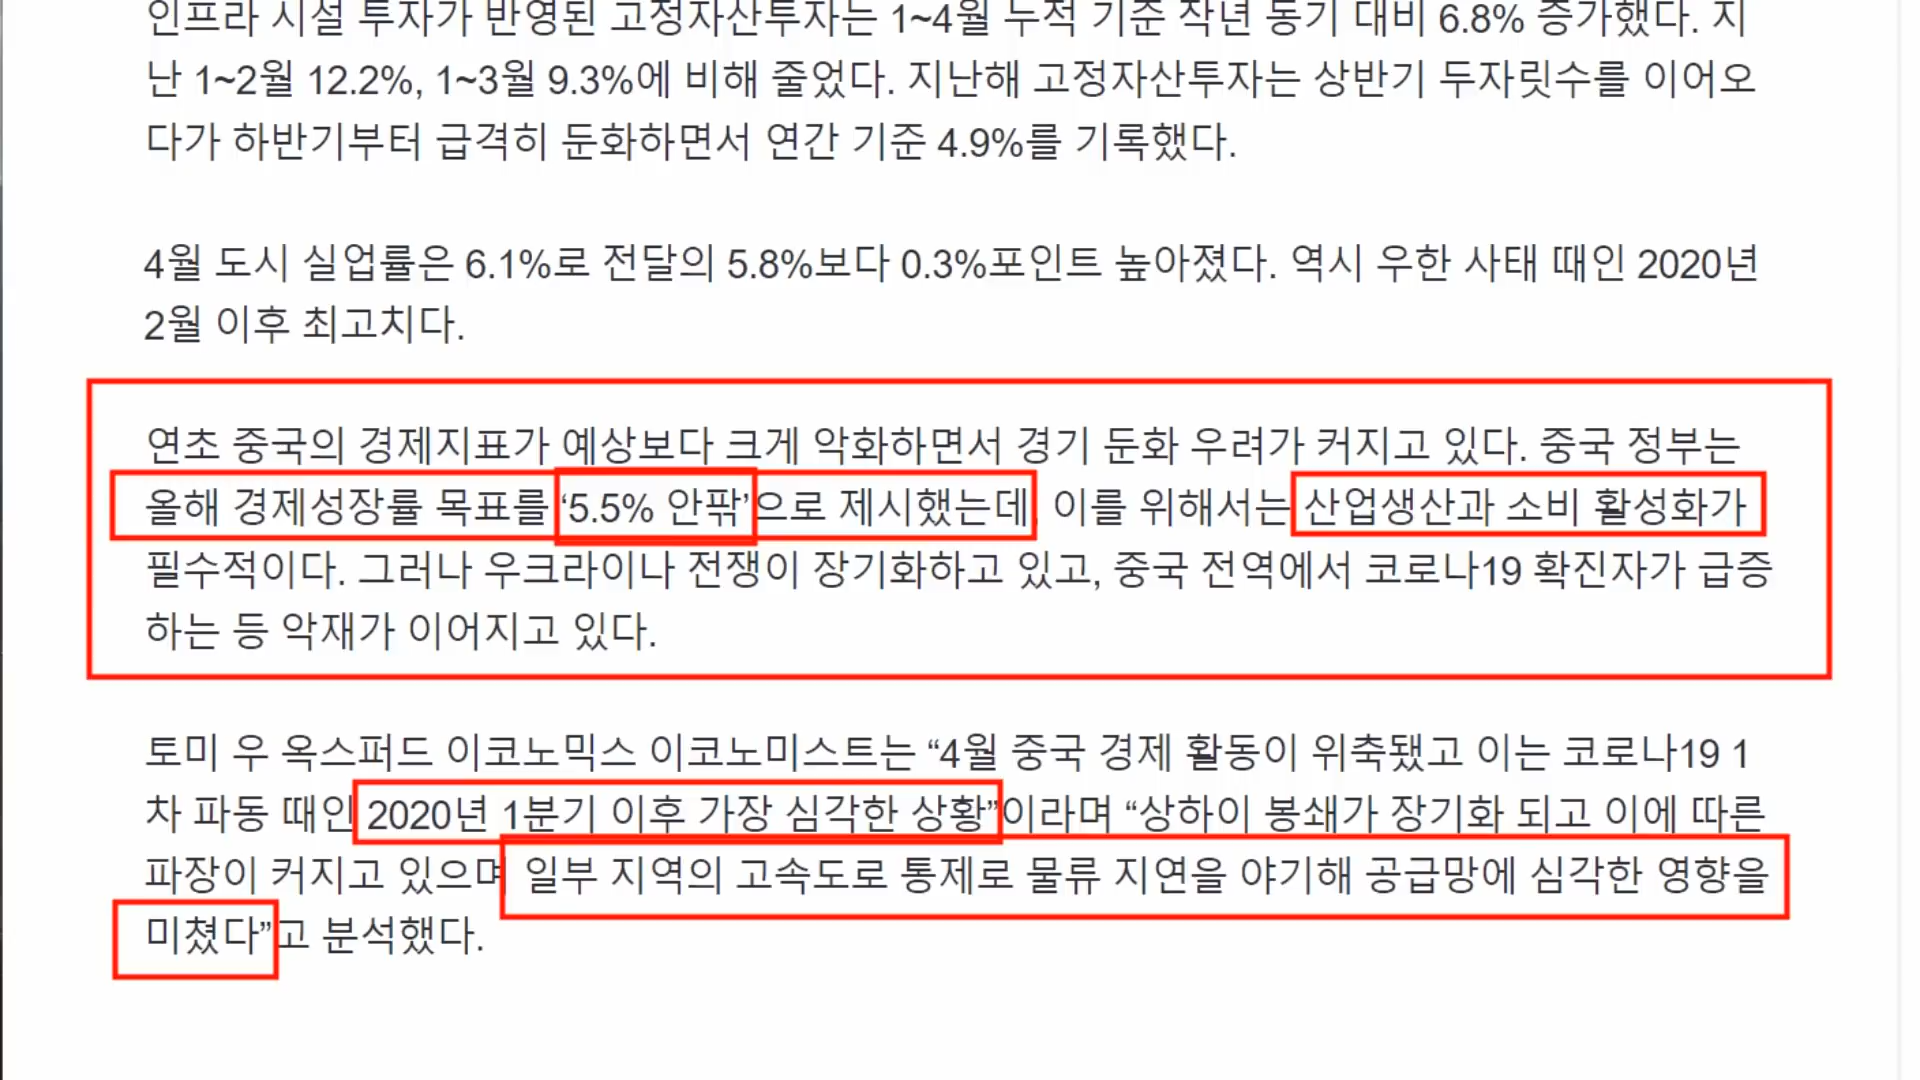 인프라 시설 투자가 반영된 고정자산투자는 1~4월 누적 기준 작년 동기 대비 6.8% 증가했다. 지
난 1~2월 12.2%, 1~3월 9.3%에 비해 줄었다. 지난해 고정자산투자는 상반기 두자릿수를 이어오
다가 하반기부터 급격히 둔화하면서 연간 기준 4.9%를 기록했다.
4월 도시 실업률은 6.1%로 전달의 5.8%보다 0.3%포인트 높아졌다. 역시 우한 사태 때인 2020년
2월 이후 최고치다.
연초 중국의 경제지표가 예상보다 크게 악화하면서 경기 둔화 우려가 커지고 있다. 중국 정부는
올해 경제성장률 목표를 ‘5.5% 안팎’으로 제시했는데, 이를 위해서는 산업생산과 소비 활성화가
필수적이다. 그러나 우크라이나 전쟁이 장기화하고 있고, 중국 전역에서 코로나19 확진자가 급증
하는 등 악재가 이어지고 있다.
토미 우 옥스퍼드 이코노믹스 이코노미스트는 “4월 중국 경제 활동이 위축됐고 이는 코로나19 1
차 파동 때인 2020년 1분기 이후 가장 심각한 상황”이라며 “상하이 봉쇄가 장기화 되고 이에 따른
파장이 커지고 있으며 일부 지역의 고속도로 통제로 물류 지연을 야기해 공급망에 심각한 영향을
미쳤다”고 분석했다.